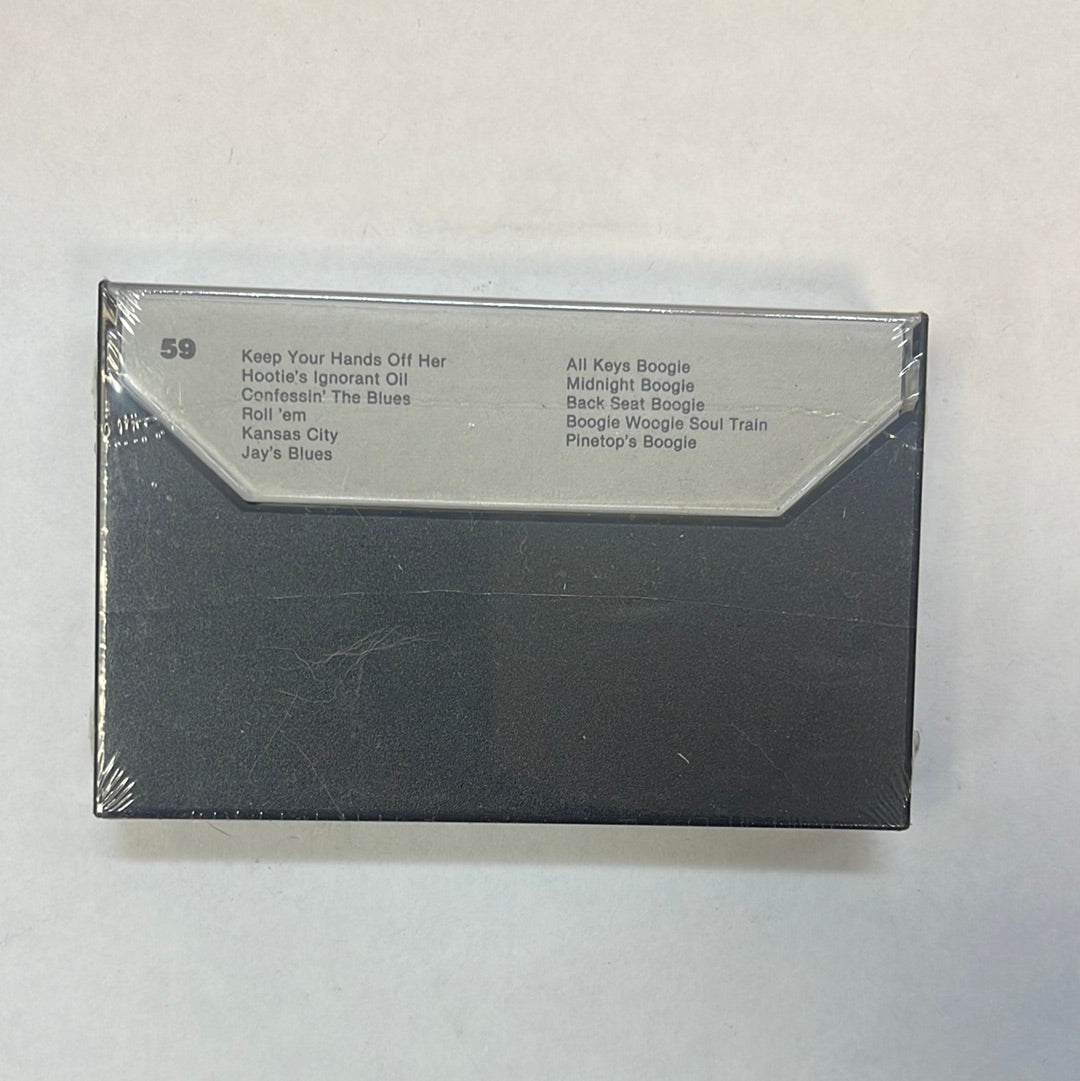 59
Keep Your Hands Off Her
Hootie's Ignorant Oil
Confessin' The Blues
Roll 'em
Kansas City
Jay's Blues
All Keys Boogie
Midnight Boogie
Back Seat Boogie
Boogie Woogie Soul Train
Pinetop's Boogie